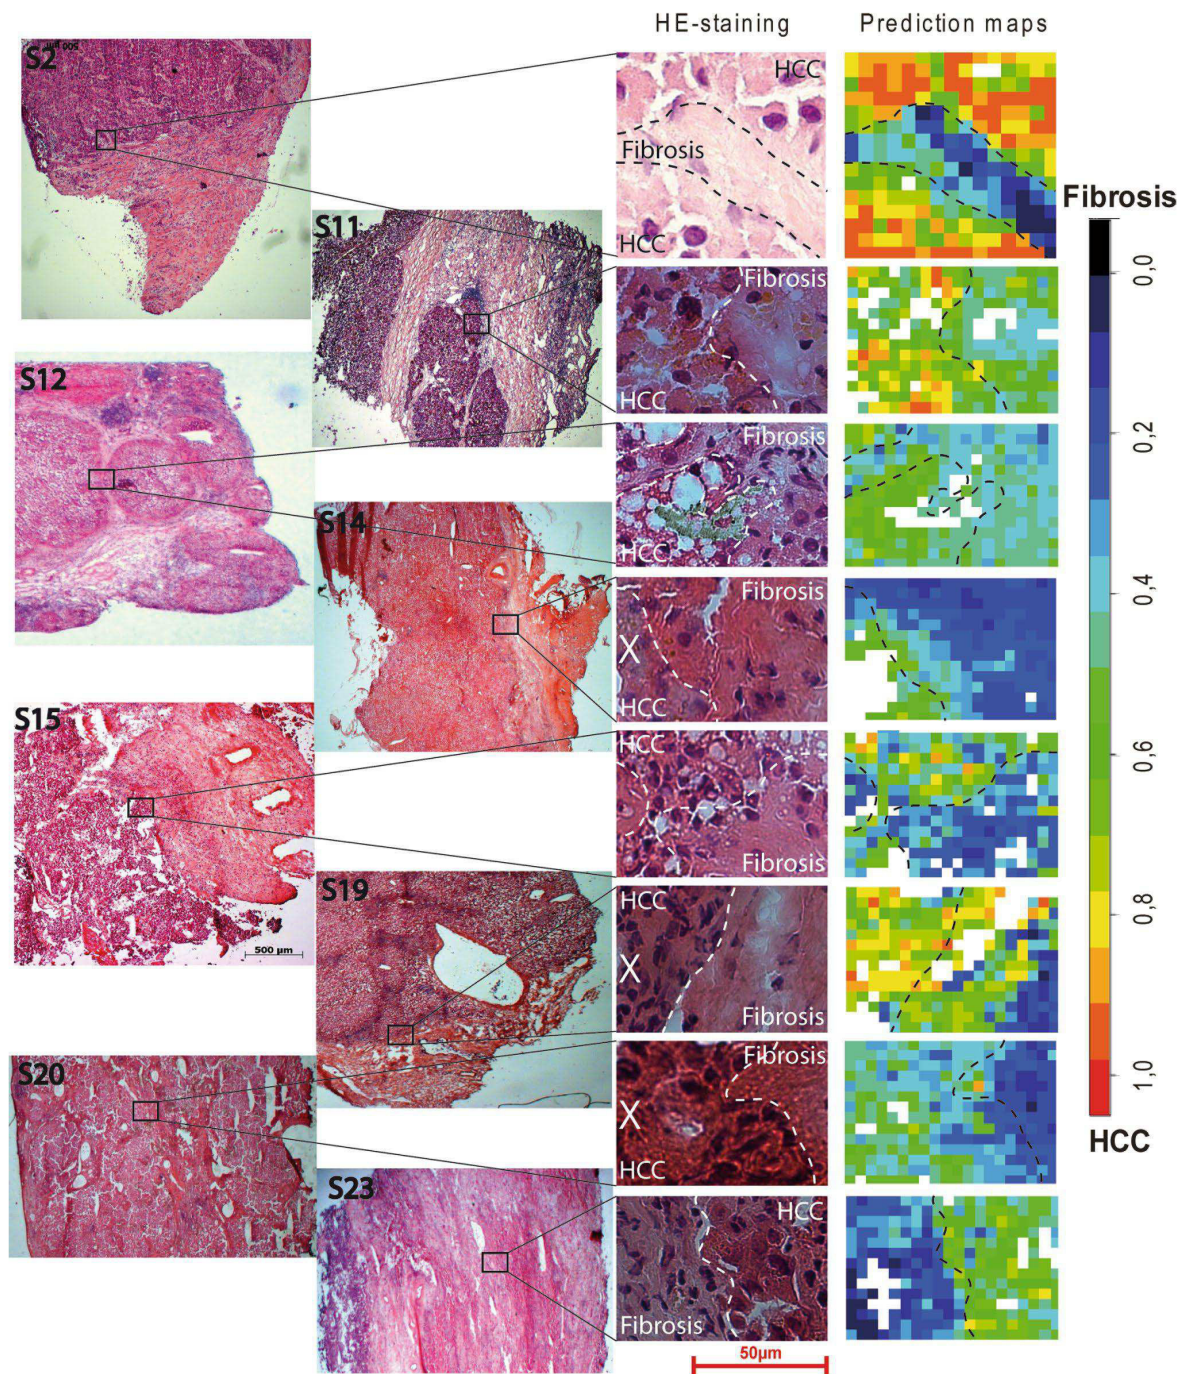 HE-staining Prediction maps
S2
HCC
Fibrosis
HCC
S11
Fibrosis
HCC
S12
Fibrosis
HCC
S14
Fibrosis
X
HCC
S15
500 µm
HCC
Fibrosis
S19
HCC
X
Fibrosis
S20
Fibrosis
X
HCC
S23
HCC
Fibrosis
50µm
Fibrosis
0,0
0,2
0,4
0,6
0,8
1,0
HCC